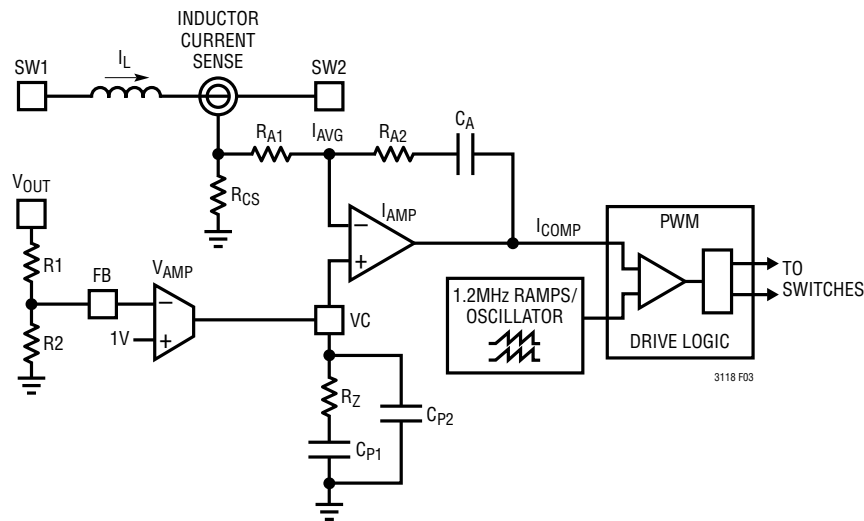 INDUCTOR
CURRENT
SENSE
SW1
IL
SW2
RA1
IAVG
RA2
CA
VOUT
RCS
IAMP
ICOMP
PWM
R1
FB
VAMP
TO
SWITCHES
1.2MHz RAMPS/
OSCILLATOR
VC
1V
R2
DRIVE LOGIC
3118 F03
RZ
CP2
CP1